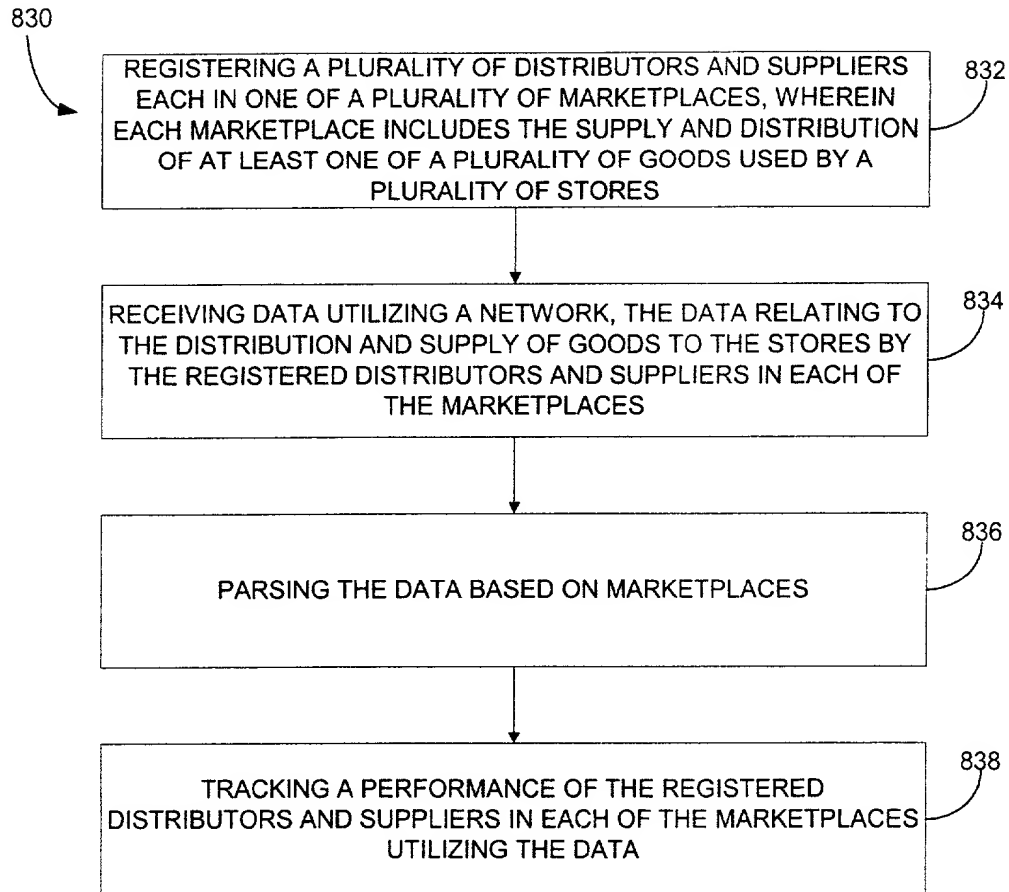 830
REGISTERING A PLURALITY OF DISTRIBUTORS AND SUPPLIERS
EACH IN ONE OF A PLURALITY OF MARKETPLACES, WHEREIN
EACH MARKETPLACE INCLUDES THE SUPPLY AND DISTRIBUTION
OF AT LEAST ONE OF A PLURALITY OF GOODS USED BY A
PLURALITY OF STORES
832
RECEIVING DATA UTILIZING A NETWORK, THE DATA RELATING TO
THE DISTRIBUTION AND SUPPLY OF GOODS TO THE STORES BY
THE REGISTERED DISTRIBUTORS AND SUPPLIERS IN EACH OF
THE MARKETPLACES
834
PARSING THE DATA BASED ON MARKETPLACES
836
TRACKING A PERFORMANCE OF THE REGISTERED
DISTRIBUTORS AND SUPPLIERS IN EACH OF THE MARKETPLACES
UTILIZING THE DATA
838